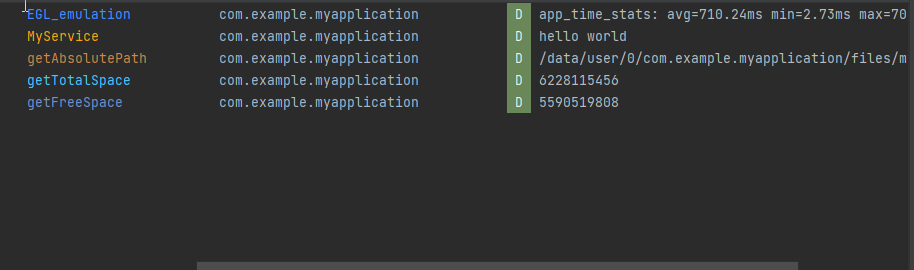 EGL_emulation com.example.myapplication D app_time_stats: avg=710.24ms min=2.73ms max=70
MyService com.example.myapplication D hello world
getAbsolutePath com.example.myapplication D /data/user/0/com.example.myapplication/files/m
getTotalSpace com.example.myapplication D 6228115456
getFreeSpace com.example.myapplication D 5590519808